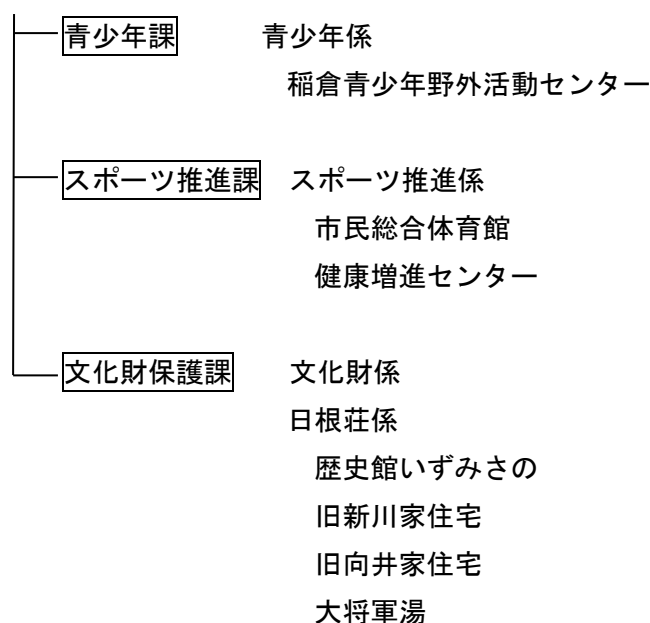 青少年課 青少年係
稲倉青少年野外活動センター
スポーツ推進課 スポーツ推進係
市民総合体育館
健康増進センター
文化財保護課 文化財係
日根荘係
歴史館いずみさの
旧新川家住宅
旧向井家住宅
大将軍湯